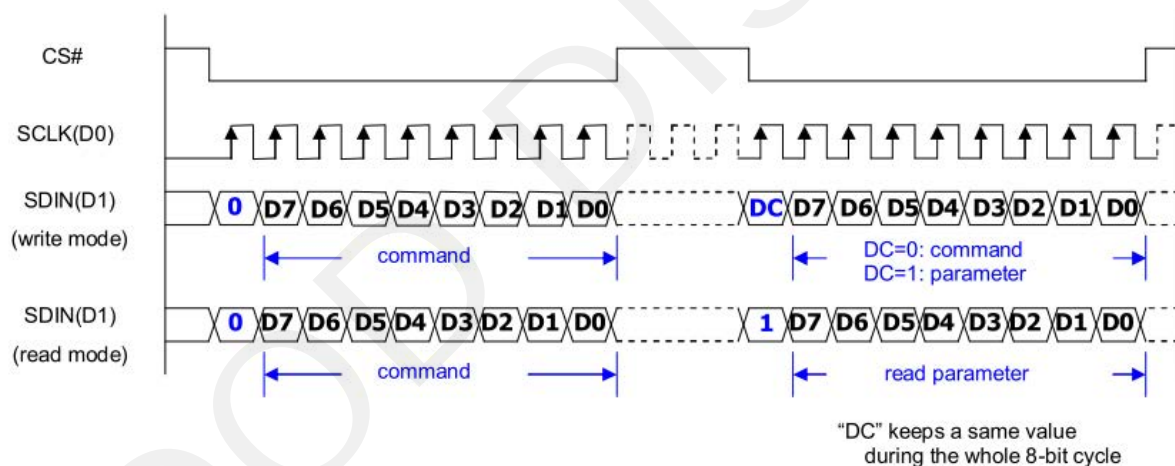 CS#
SCLK(D0)
SDIN(D1)
(write mode)
0 D7 D6 D5 D4 D3 D2 D1 D0
DC D7 D6 D5 D4 D3 D2 D1 D0
command
DC=0: command
DC=1: parameter
SDIN(D1)
(read mode)
0 D7 D6 D5 D4 D3 D2 D1 D0
1 D7 D6 D5 D4 D3 D2 D1 D0
command
read parameter
“DC” keeps a same value
during the whole 8-bit cycle